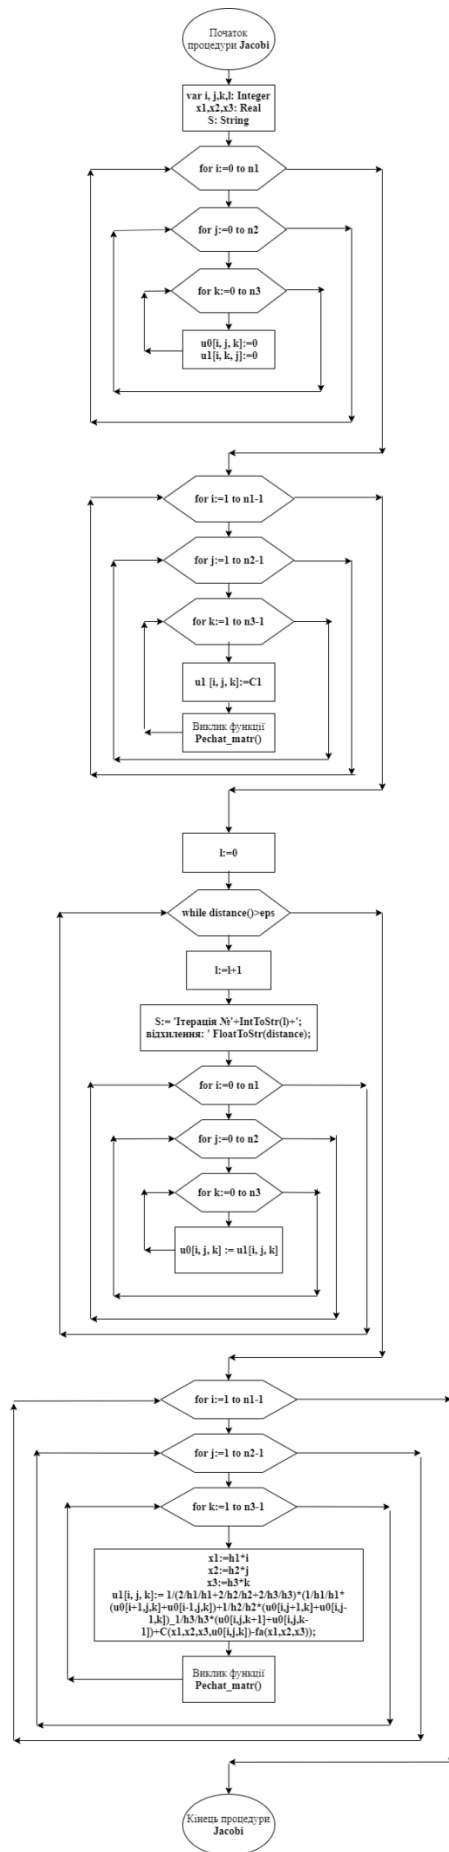 Початок
процедури Jacobi
var i, j,k,l: Integer
x1,x2,x3: Real
S: String
for i:=0 to n1
for j:=0 to n2
for k:=0 to n3
u0[i, j, k]:=0
u1[i, k, j]:=0
for i:=1 to n1-1
for j:=1 to n2-1
for k:=1 to n3-1
u1 [i, j, k]:=C1
Виклик функції
Pechat_matr()
l:=0
while distance()>eps
l:=l+1
S:= 'Ітерація №'+IntToStr(l)+';
відхилення: ' FloatToStr(distance);
for i:=0 to n1
for j:=0 to n2
for k:=0 to n3
u0[i, j, k] := u1[i, j, k]
for i:=1 to n1-1
for j:=1 to n2-1
for k:=1 to n3-1
x1:=h1*i
x2:=h2*j
x3:=h3*k
u1[i, j, k]:= 1/(2/h1/h1+2/h2/h2+2/h3/h3)*(1/h1/h1*
(u0[i+1,j,k]+u0[i-1,j,k])+1/h2/h2*(u0[i,j+1,k]+u0[i,j-
1,k])_1/h3/h3*(u0[i,j,k+1]+u0[i,j,k-
1])+C(x1,x2,x3,u0[i,j,k])-fa(x1,x2,x3));
Виклик функції
Pechat_matr()
Кінець процедури
Jacobi